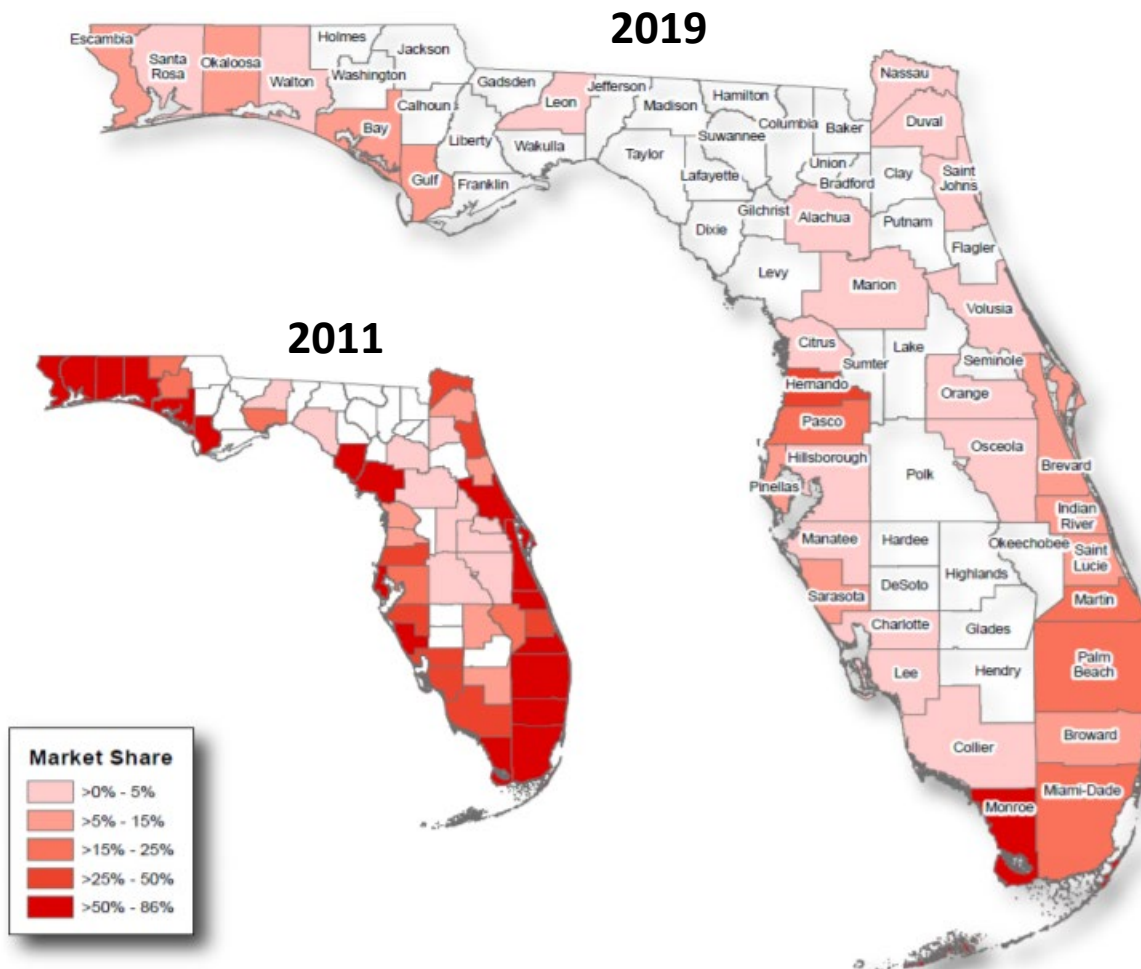 2019
Escambia
Santa
Rosa
Okaloosa
Walton
Holmes
Washington
Jackson
Calhoun
Bay
Gulf
Gadsden
Liberty
Franklin
Leon
Wakulla
Jefferson
Madison
Taylor
Hamilton
Suwannee
Lafayette
Dixie
Columbia
Baker
Union
Bradford
Gilchrist
Alachua
Levy
Nassau
Duval
Clay
Saint
Johns
Putnam
Flagler
Marion
Volusia
Citrus
Sumter
Lake
Seminole
Hernando
Orange
Pasco
Osceola
Hillsborough
Pinellas
Polk
Brevard
Indian
River
Manatee
Hardee
Okeechobee
Saint
Lucie
Highlands
DeSoto
Sarasota
Martin
Charlotte
Glades
Lee
Hendry
Palm
Beach
Collier
Broward
Monroe
Miami-Dade
2011
Market Share
>0% - 5%
>5% - 15%
>15% - 25%
>25% - 50%
>50% - 86%